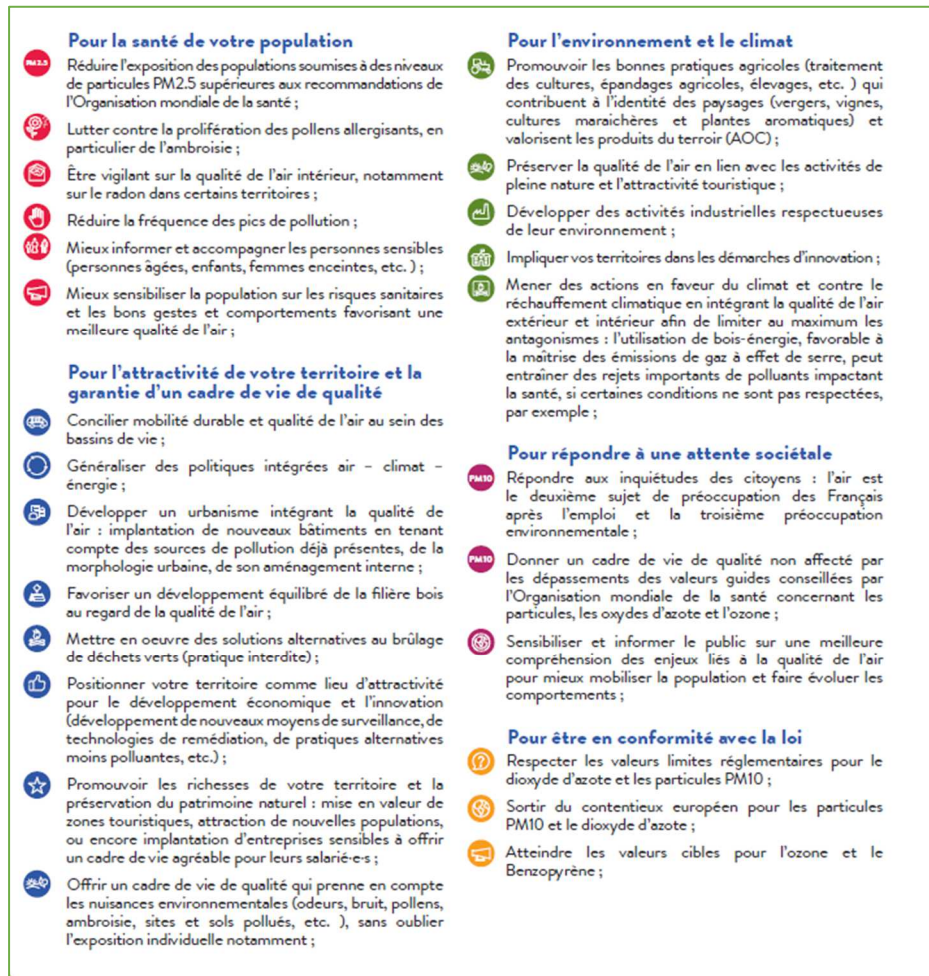 Pour la santé de votre population
PM2.5
Réduire l'exposition des populations soumises à des niveaux
de particules PM2.5 supérieures aux recommandations de
l'Organisation mondiale de la santé ;
Lutter contre la prolifération des pollens allergisants, en
particulier de l'ambroisie ;
Être vigilant sur la qualité de l'air intérieur, notamment
sur le radon dans certains territoires ;
Réduire la fréquence des pics de pollution ;
Mieux informer et accompagner les personnes sensibles
(personnes âgées, enfants, femmes enceintes, etc. ) ;
Mieux sensibiliser la population sur les risques sanitaires
et les bons gestes et comportements favorisant une
meilleure qualité de l'air ;
Pour l'attractivité de votre territoire et la
garantie d'un cadre de vie de qualité
Concilier mobilité durable et qualité de l'air au sein des
bassins de vie ;
Généraliser des politiques intégrées air – climat –
énergie ;
Développer un urbanisme intégrant la qualité de
l'air : implantation de nouveaux bâtiments en tenant
compte des sources de pollution déjà présentes, de la
morphologie urbaine, de son aménagement interne ;
Favoriser un développement équilibré de la filière bois
au regard de la qualité de l'air ;
Mettre en oeuvre des solutions alternatives au brûlage
de déchets verts (pratique interdite) ;
Positionner votre territoire comme lieu d'attractivité
pour le développement économique et l'innovation
(développement de nouveaux moyens de surveillance, de
technologies de remédiation, de pratiques alternatives
moins polluantes, etc.) ;
Promouvoir les richesses de votre territoire et la
préservation du patrimoine naturel : mise en valeur de
zones touristiques, attraction de nouvelles populations,
ou encore implantation d'entreprises sensibles à offrir
un cadre de vie agréable pour leurs salarié·e·s ;
Offrir un cadre de vie de qualité qui prenne en compte
les nuisances environnementales (odeurs, bruit, pollens,
ambroisie, sites et sols pollués, etc. ), sans oublier
l'exposition individuelle notamment ;
Pour l'environnement et le climat
Promouvoir les bonnes pratiques agricoles (traitement
des cultures, épandages agricoles, élevages, etc. ) qui
contribuent à l'identité des paysages (vergers, vignes,
cultures maraichères et plantes aromatiques) et
valorisent les produits du terroir (AOC) ;
Préserver la qualité de l'air en lien avec les activités de
pleine nature et l'attractivité touristique ;
Développer des activités industrielles respectueuses
de leur environnement ;
Impliquer vos territoires dans les démarches d'innovation ;
Mener des actions en faveur du climat et contre le
réchauffement climatique en intégrant la qualité de l'air
extérieur et intérieur afin de limiter au maximum les
antagonismes : l'utilisation de bois-énergie, favorable à
la maîtrise des émissions de gaz à effet de serre, peut
entraîner des rejets importants de polluants impactant
la santé, si certaines conditions ne sont pas respectées,
par exemple ;
Pour répondre à une attente sociétale
PM10
Répondre aux inquiétudes des citoyens : l'air est
le deuxième sujet de préoccupation des Français
après l'emploi et la troisième préoccupation
environnementale ;
PM10
Donner un cadre de vie de qualité non affecté par
les dépassements des valeurs guides conseillées par
l'Organisation mondiale de la santé concernant les
particules, les oxydes d'azote et l'ozone ;
Sensibiliser et informer le public sur une meilleure
compréhension des enjeux liés à la qualité de l'air
pour mieux mobiliser la population et faire évoluer les
comportements ;
Pour être en conformité avec la loi
Respecter les valeurs limites réglementaires pour le
dioxyde d'azote et les particules PM10 ;
Sortir du contentieux européen pour les particules
PM10 et le dioxyde d'azote ;
Atteindre les valeurs cibles pour l'ozone et le
Benzopyrène ;